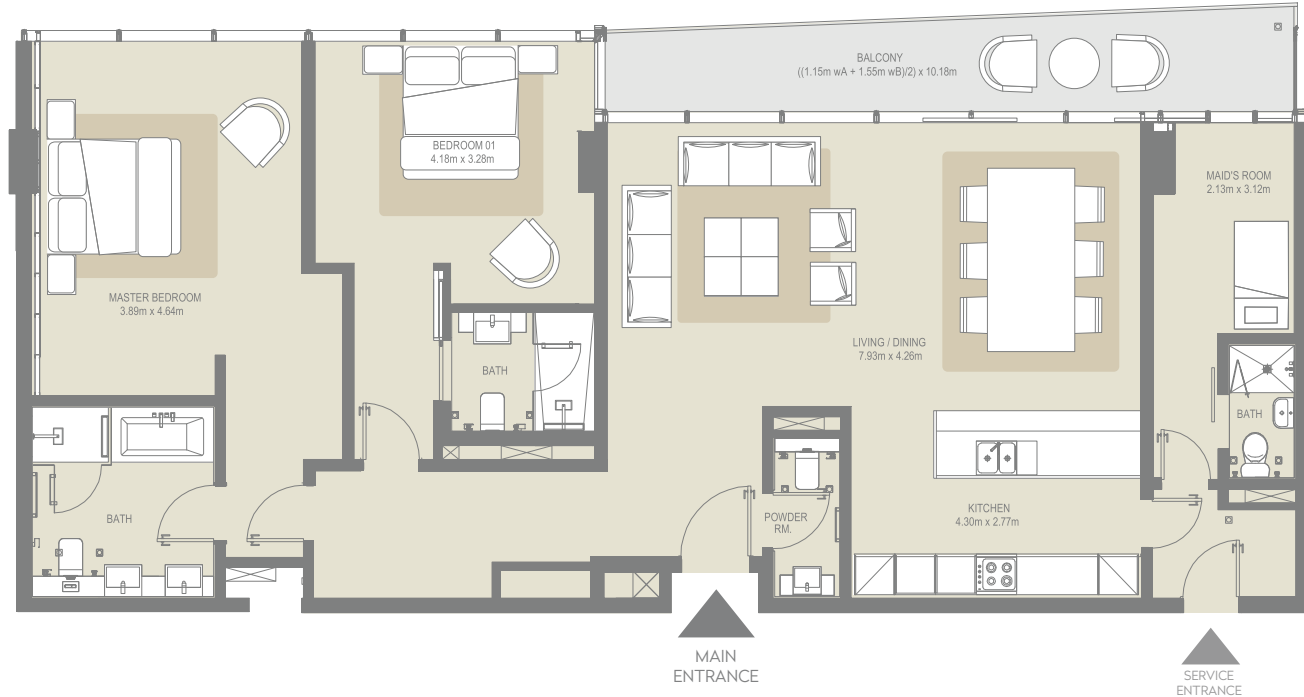 BALCONY
((1.15m wA + 1.55m wB)/2) x 10.18m
BEDROOM 01
4.18m x 3.28m
MAID'S ROOM
2.13m x 3.12m
MASTER BEDROOM
3.89m x 4.64m
LIVING / DINING
7.93m x 4.26m
BATH
BATH
BATH
POWDER
RM.
KITCHEN
4.30m x 2.77m
MAIN
ENTRANCE
SERVICE
ENTRANCE